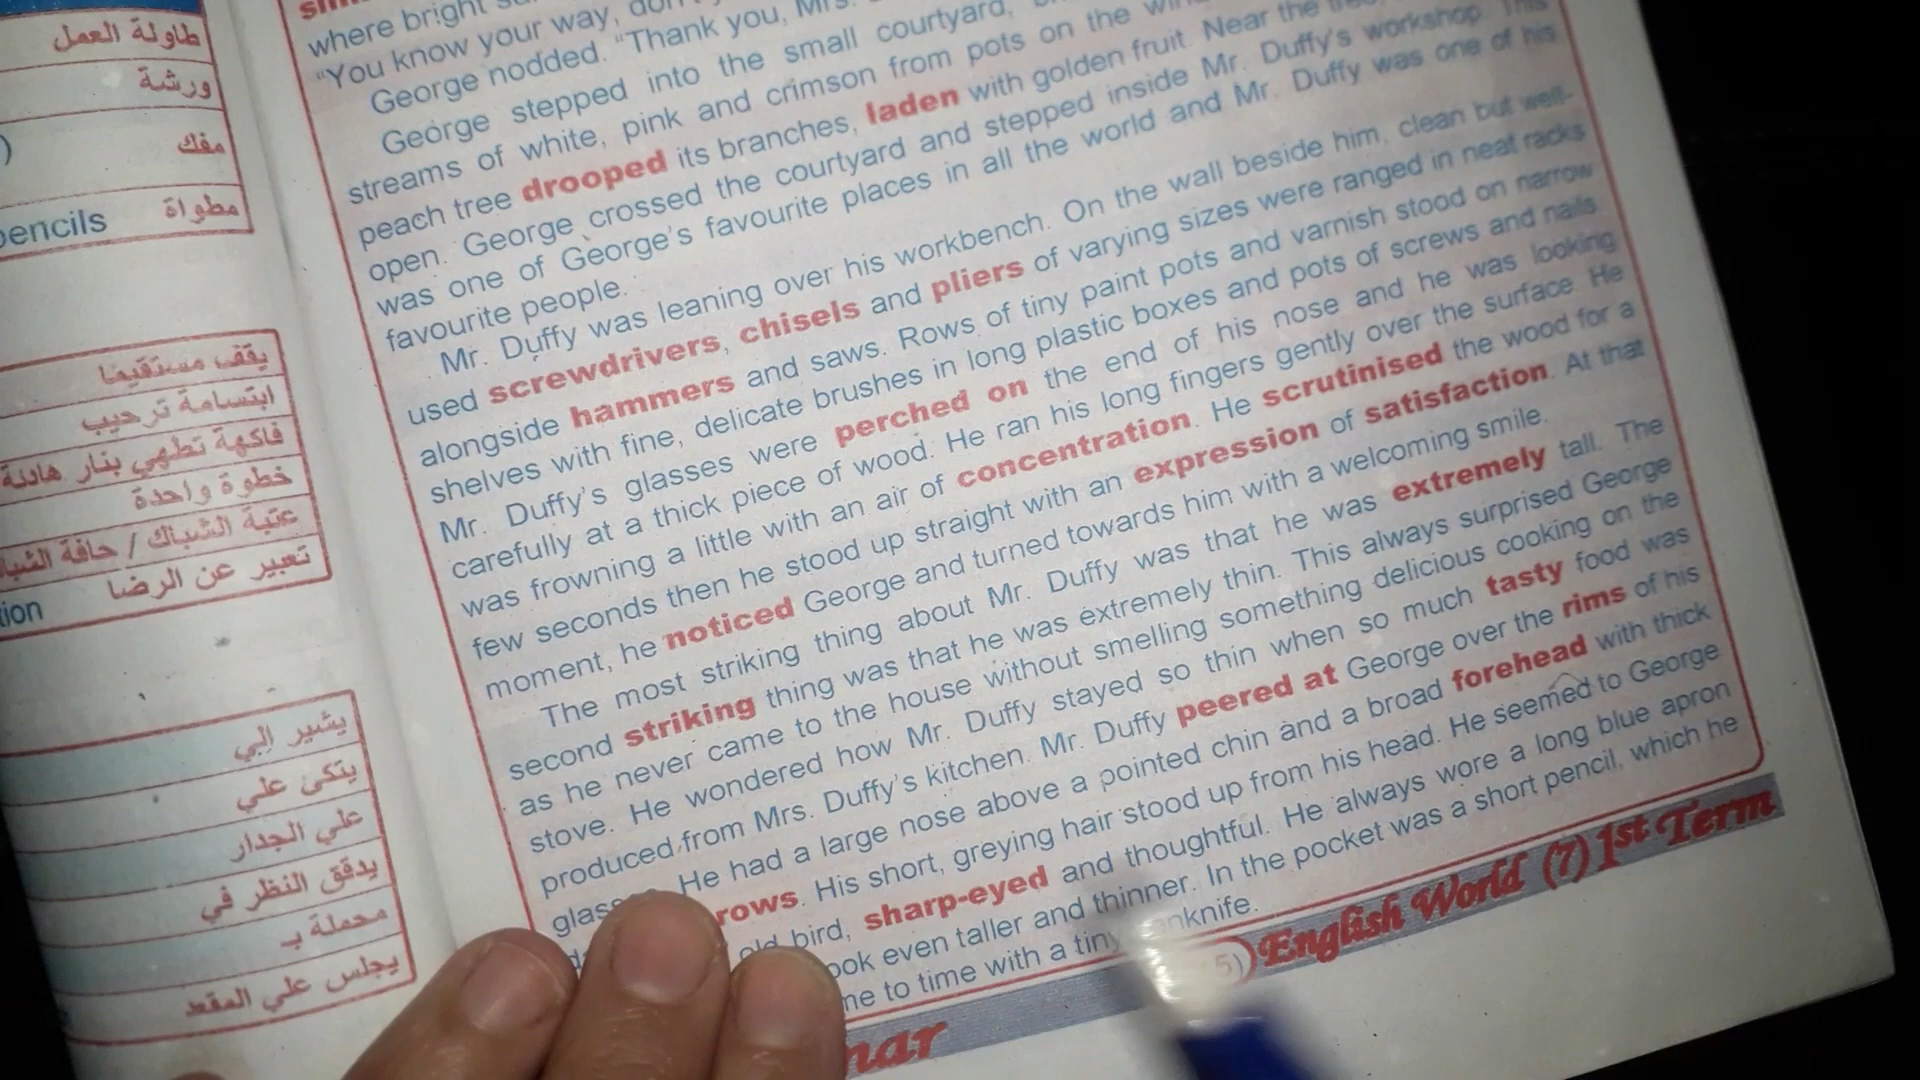 طاولة العمل
ورشة
مفك
)
مطواة
pencils
يقف مستقيما
ابتسامة ترحيب
فاكهة تطهي بنار هادئة
خطوة واحدة
عتبة الشباك / حافة
تعبير عن الرضا
tion
يشير إلي
يتكئ علي
علي الجدار
يدقق النظر في
محملة بـ
يجلس علي المقعد
where bright
"You know your way,
George nodded. "Thank you, Mrs.
George stepped into the small courtyard,
streams of white, pink and crimson from pots on the
peach tree drooped its branches, laden with golden fruit. Near the tree,
open. George crossed the courtyard and stepped inside Mr. Duffy's workshop. This
was one of George's favourite places in all the world and Mr. Duffy was one of his
favourite people.
Mr. Duffy was leaning over his workbench. On the wall beside him, clean but well-
used screwdrivers, chisels and pliers of varying sizes were ranged in neat racks
alongside hammers and saws. Rows of tiny paint pots and varnish stood on narrow
shelves with fine, delicate brushes in long plastic boxes and pots of screws and nails.
Mr. Duffy's glasses were perched on the end of his nose and he was looking
carefully at a thick piece of wood. He ran his long fingers gently over the surface. He
was frowning a little with an air of concentration. He scrutinised the wood for a
few seconds then he stood up straight with an expression of satisfaction. At that
moment, he noticed George and turned towards him with a welcoming smile.
The most striking thing about Mr. Duffy was that he was extremely tall. The
second striking thing was that he was extremely thin. This always surprised George
as he never came to the house without smelling something delicious cooking on the
stove. He wondered how Mr. Duffy stayed so thin when so much tasty food was
produced from Mrs. Duffy's kitchen. Mr. Duffy peered at George over the rims of his
He had a large nose above a pointed chin and a broad forehead with thick
rows. His short, greying hair stood up from his head. He seemed to George
old bird, sharp-eyed and thoughtful. He always wore a long blue apron
ook even taller and thinner. In the pocket was a short pencil, which he
me to time with a tiny
5) English World (7) 1st Term